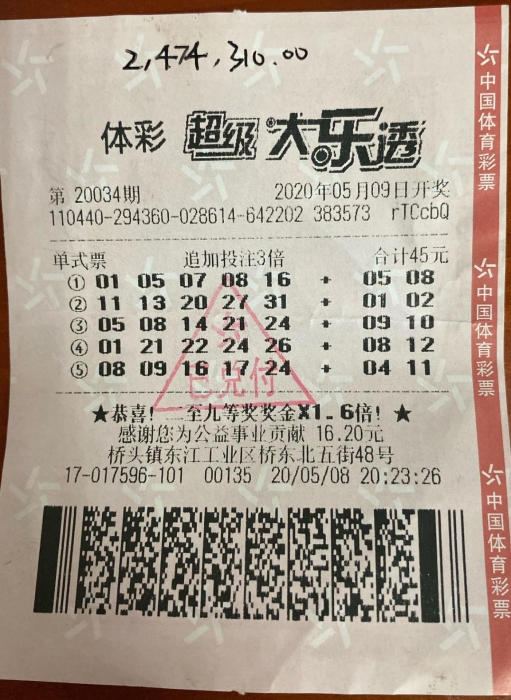 2,474,310.00
体彩 超级大乐透
第 20034期 2020年05月09日开奖
110440-294360-028614-642202 383573 rTCcbQ
单式票 追加投注3倍 合计45元
① 01 05 07 08 16 + 05 08
② 11 13 20 27 31 + 01 02
③ 05 08 14 21 24 + 09 10
④ 01 21 22 24 26 + 08 12
⑤ 08 09 16 17 24 + 04 11
已兑付
★恭喜! 二至九等奖奖金X1.6倍! ★
感谢您为公益事业贡献 16.20元
桥头镇东江工业区桥东北五街48号
17-017596-101 00135 20/05/08 20:23:26
中国体育彩票
中国体育彩票
中国体育彩票